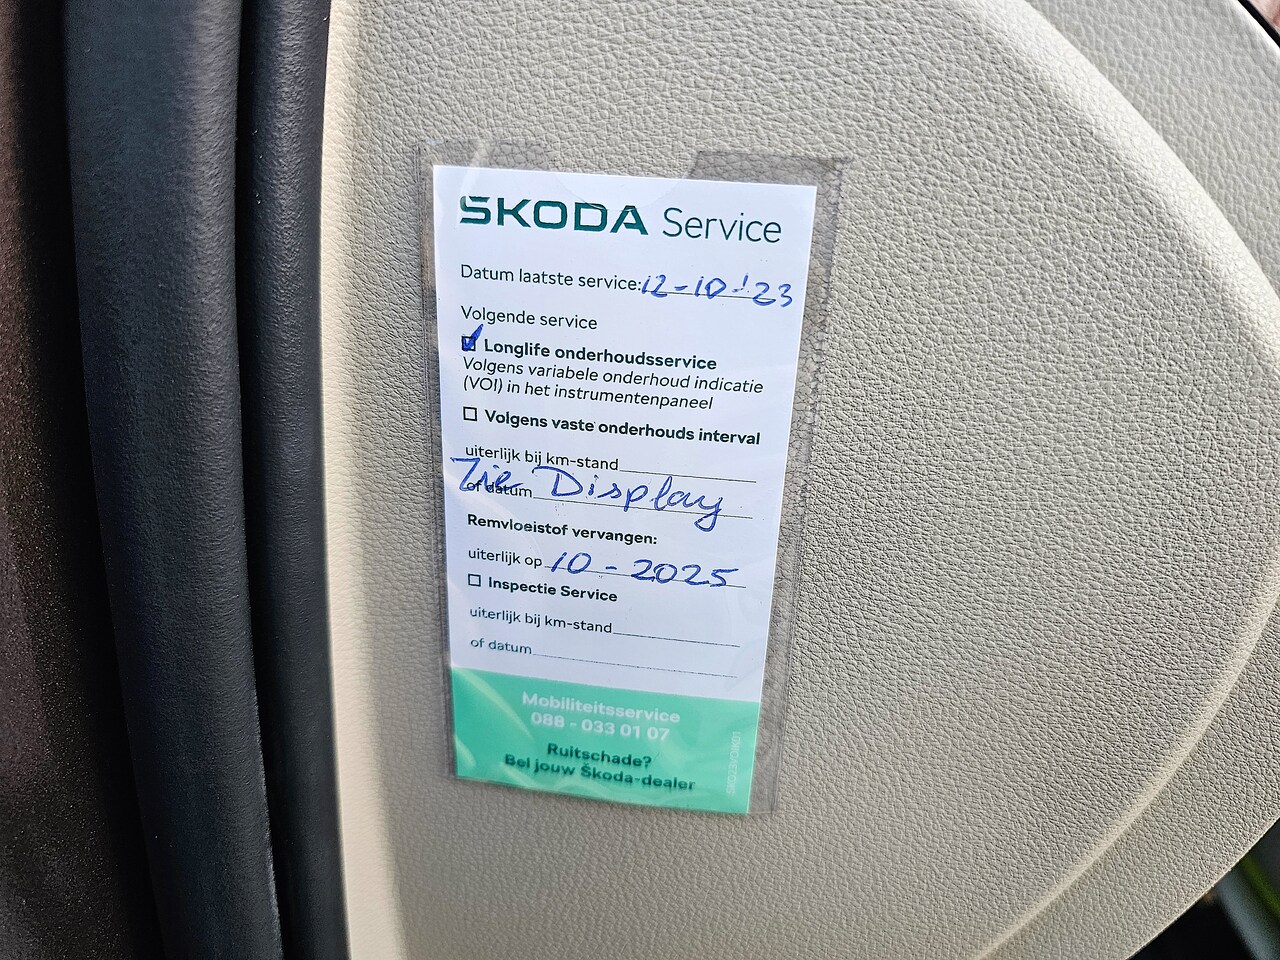 ŠKODA Service
Datum laatste service: 12-10-'23
Volgende service
Longlife onderhoudsservice
Volgens variabele onderhoud indicatie
(VOI) in het instrumentenpaneel
Volgens vaste onderhouds interval
uiterlijk bij km-stand
Zie Display
of datum
Remvloeistof vervangen:
uiterlijk op 10 - 2025
Inspectie Service
uiterlijk bij km-stand
of datum
Mobiliteitsservice
088 - 033 01 07
Ruitschade?
Bel jouw Škoda-dealer